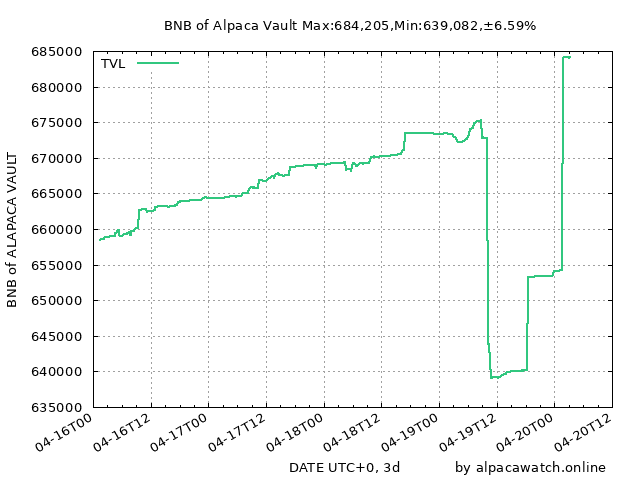 BNB of Alpaca Vault Max:684,205,Min:639,082,±6.59%
TVL
BNB of ALAPACA VAULT
685000
680000
675000
670000
665000
660000
655000
650000
645000
640000
635000
04-16T00
04-16T12
04-17T00
04-17T12
04-18T00
04-18T12
04-19T00
04-19T12
04-20T00
04-20T12
DATE UTC+0, 3d
by alpacawatch.online